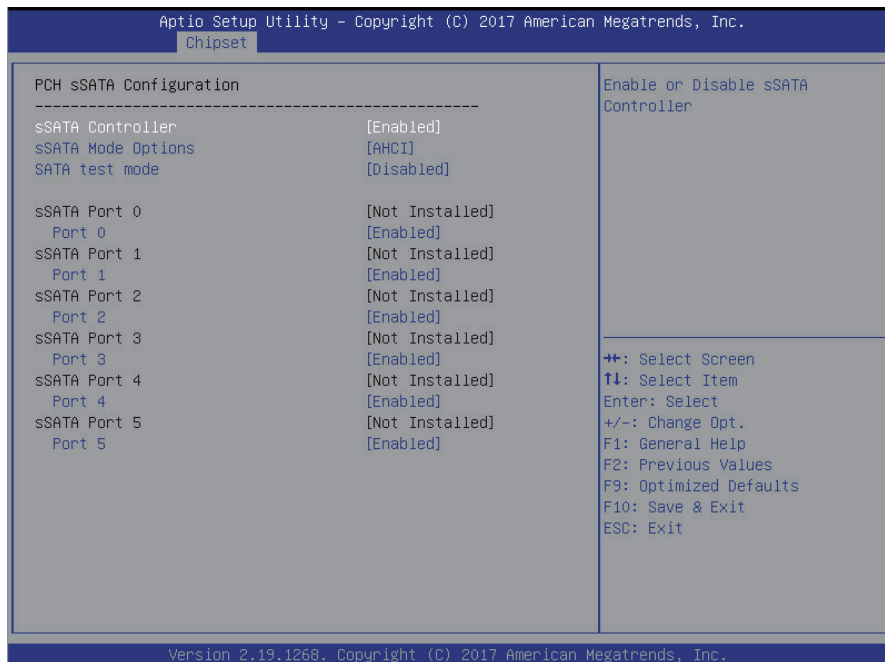 Aptio Setup Utility – Copyright (C) 2017 American Megatrends, Inc.
Chipset
PCH sSATA Configuration
------------------------------------------------
sSATA Controller [Enabled]
sSATA Mode Options [AHCI]
SATA test mode [Disabled]
sSATA Port 0 [Not Installed]
Port 0 [Enabled]
sSATA Port 1 [Not Installed]
Port 1 [Enabled]
sSATA Port 2 [Not Installed]
Port 2 [Enabled]
sSATA Port 3 [Not Installed]
Port 3 [Enabled]
sSATA Port 4 [Not Installed]
Port 4 [Enabled]
sSATA Port 5 [Not Installed]
Port 5 [Enabled]
Enable or Disable sSATA
Controller
→←: Select Screen
↑↓: Select Item
Enter: Select
+/-: Change Opt.
F1: General Help
F2: Previous Values
F9: Optimized Defaults
F10: Save & Exit
ESC: Exit
Version 2.19.1268. Copyright (C) 2017 American Megatrends, Inc.